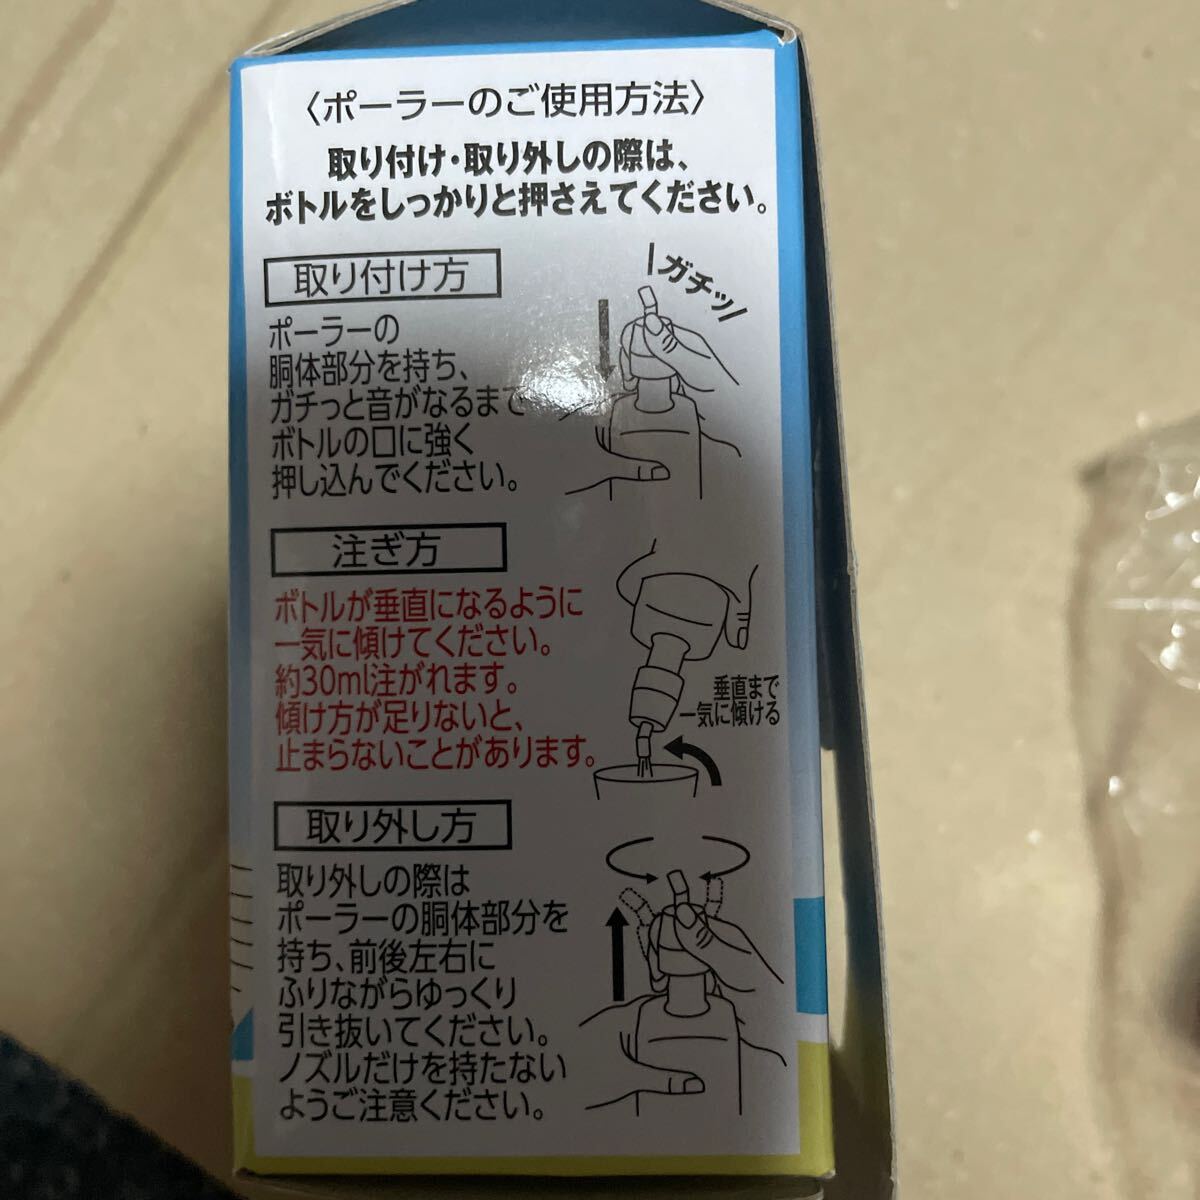 〈ポーラーのご使用方法〉
取り付け・取り外しの際は、
ボトルをしっかりと押さえてください。
取り付け方
ポーラーの
胴体部分を持ち、
ガチっと音がなるまで
ボトルの口に強く
押し込んでください。
ガチッ
注ぎ方
ボトルが垂直になるように
一気に傾けてください。
約30ml注がれます。
傾け方が足りないと、
止まらないことがあります。
垂直まで
一気に傾ける
取り外し方
取り外しの際は
ポーラーの胴体部分を
持ち、前後左右に
ふりながらゆっくり
引き抜いてください。
ノズルだけを持たない
ようご注意ください。